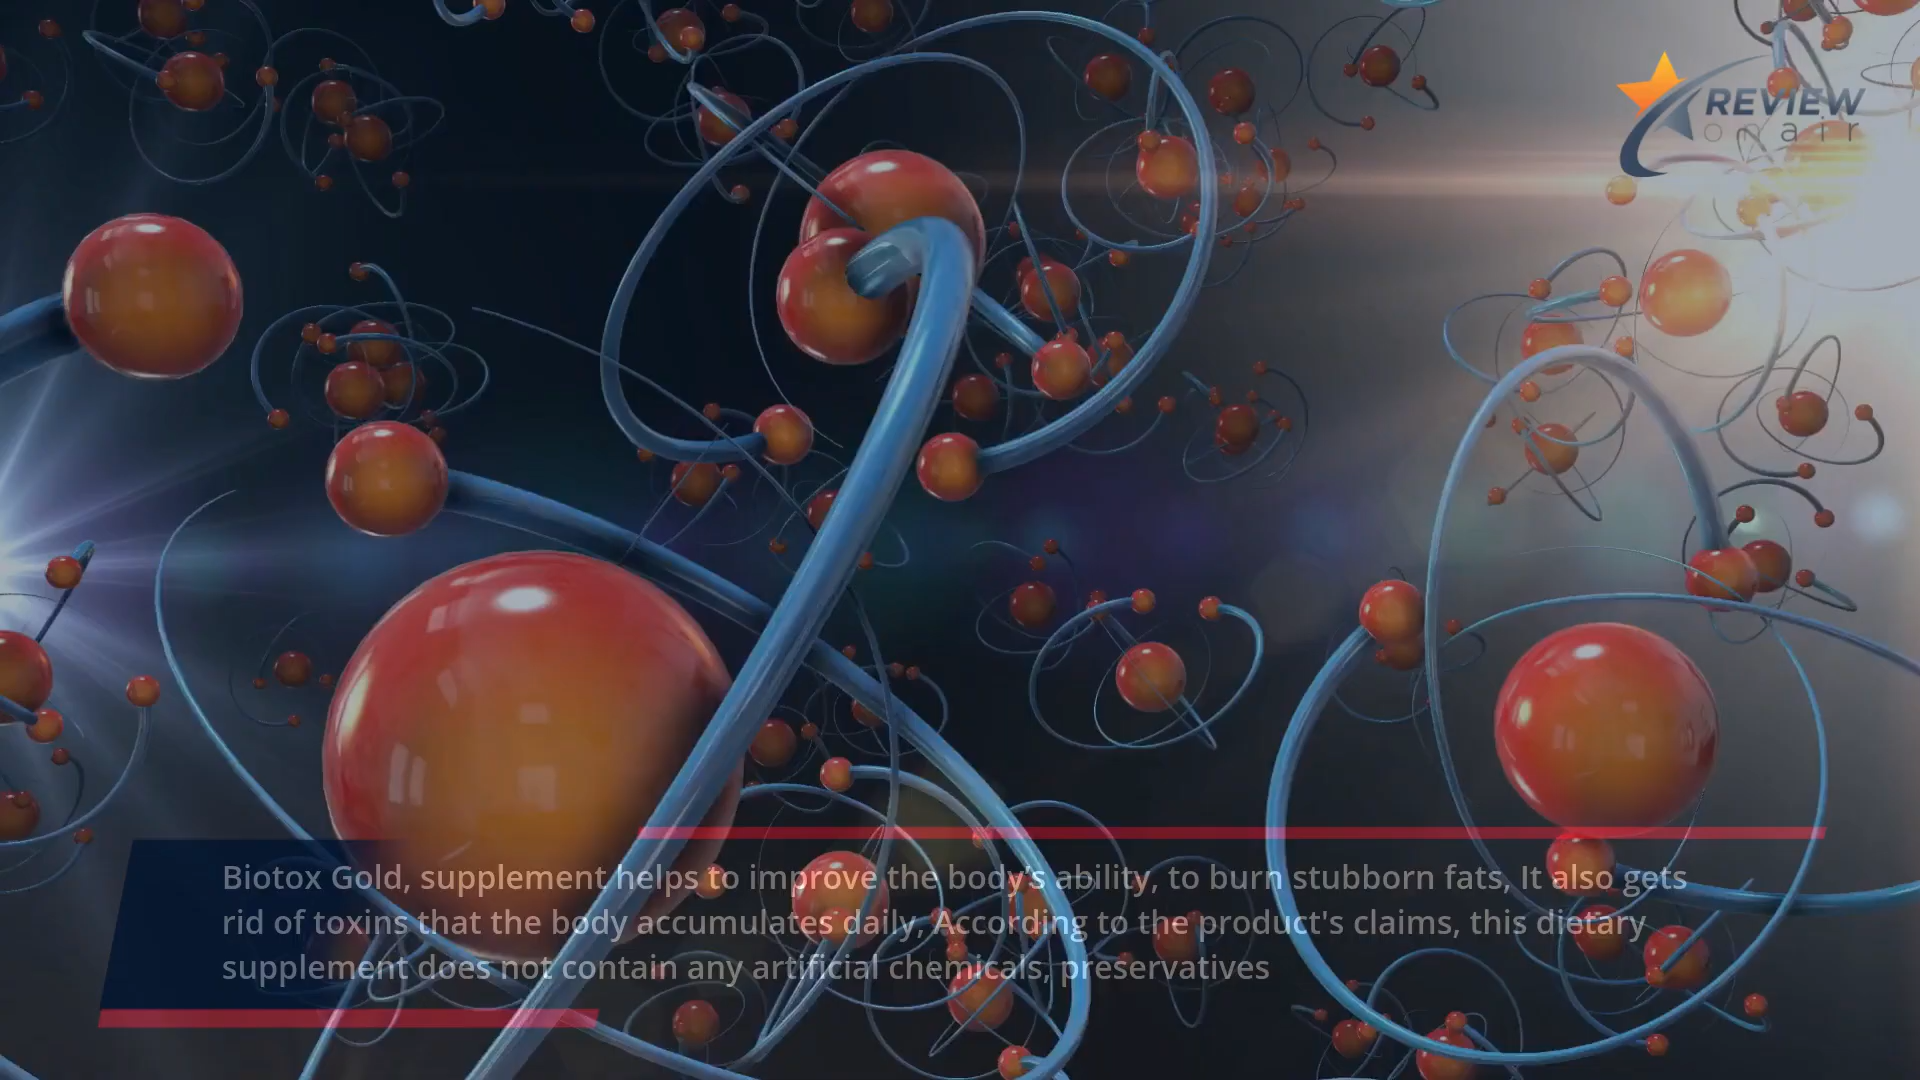 REVIEW
onair
Biotox Gold, supplement helps to improve the body's ability, to burn stubborn fats, It also gets
rid of toxins that the body accumulates daily, According to the product's claims, this dietary
supplement does not contain any artificial chemicals, preservatives